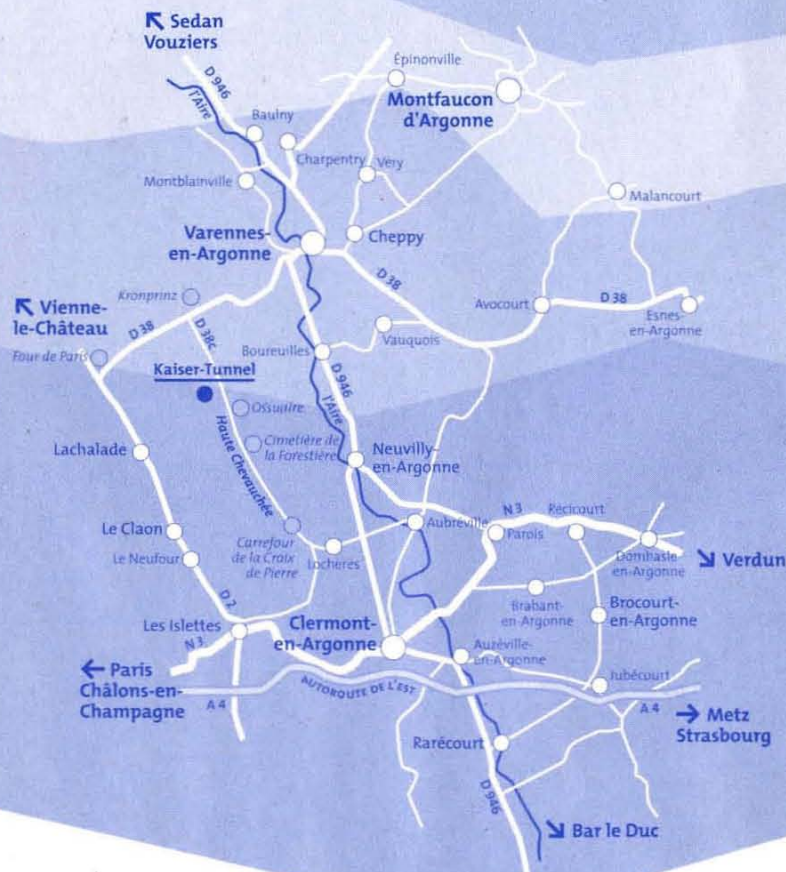 ↖ Sedan
Vouziers
D 946
l'Aire
Épinonville
Montfaucon
d'Argonne
Baulny
Charpentry
Very
Montblainville
Malancourt
Varennes-
en-Argonne
Cheppy
D 38
Kronprinz
Avocourt
D 38
Esnes-
en-Argonne
↖ Vienne-
le-Château
D 38
D 38c
Four de Paris
Boureuilles
Vauquois
Kaiser-Tunnel
D 946
l'Aire
Ossuaire
Haute Chevauchée
Cimetière de
la Forestière
Lachalade
Neuvilly-
en-Argonne
N 3
Récicourt
Le Claon
Carrefour
de la Croix
de Pierre
Aubréville
Parois
Le Neufour
Lochères
Dombasle-
en-Argonne
↘ Verdun
D 2
Brabant-
en-Argonne
Brocourt-
en-Argonne
Les Islettes
Clermont-
en-Argonne
N 3
Auzéville-
en-Argonne
← Paris
Châlons-en-
Champagne
Jubécourt
AUTOROUTE DE L'EST
A 4
A 4
→ Metz
Strasbourg
Rarécourt
D 946
↘ Bar le Duc